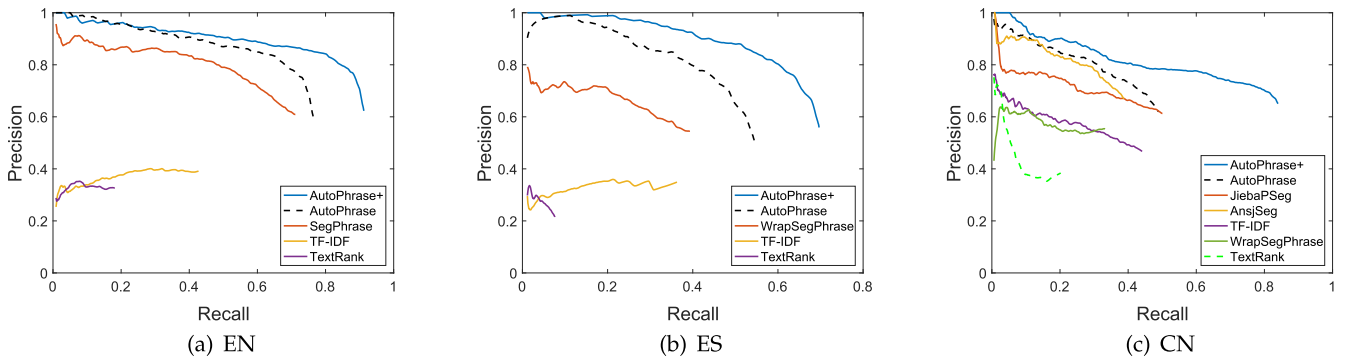 Precision
1
0.8
0.6
0.4
0.2
0
0
0.2
0.4
0.6
0.8
1
Recall
AutoPhrase+
AutoPhrase
SegPhrase
TF-IDF
TextRank
(a) EN
Precision
1
0.8
0.6
0.4
0.2
0
0
0.2
0.4
0.6
0.8
1
Recall
AutoPhrase+
AutoPhrase
WrapSegPhrase
TF-IDF
TextRank
(b) ES
Precision
1
0.8
0.6
0.4
0.2
0
0
0.2
0.4
0.6
0.8
1
Recall
AutoPhrase+
AutoPhrase
JiebaPSeg
AnsjSeg
TF-IDF
WrapSegPhrase
TextRank
(c) CN